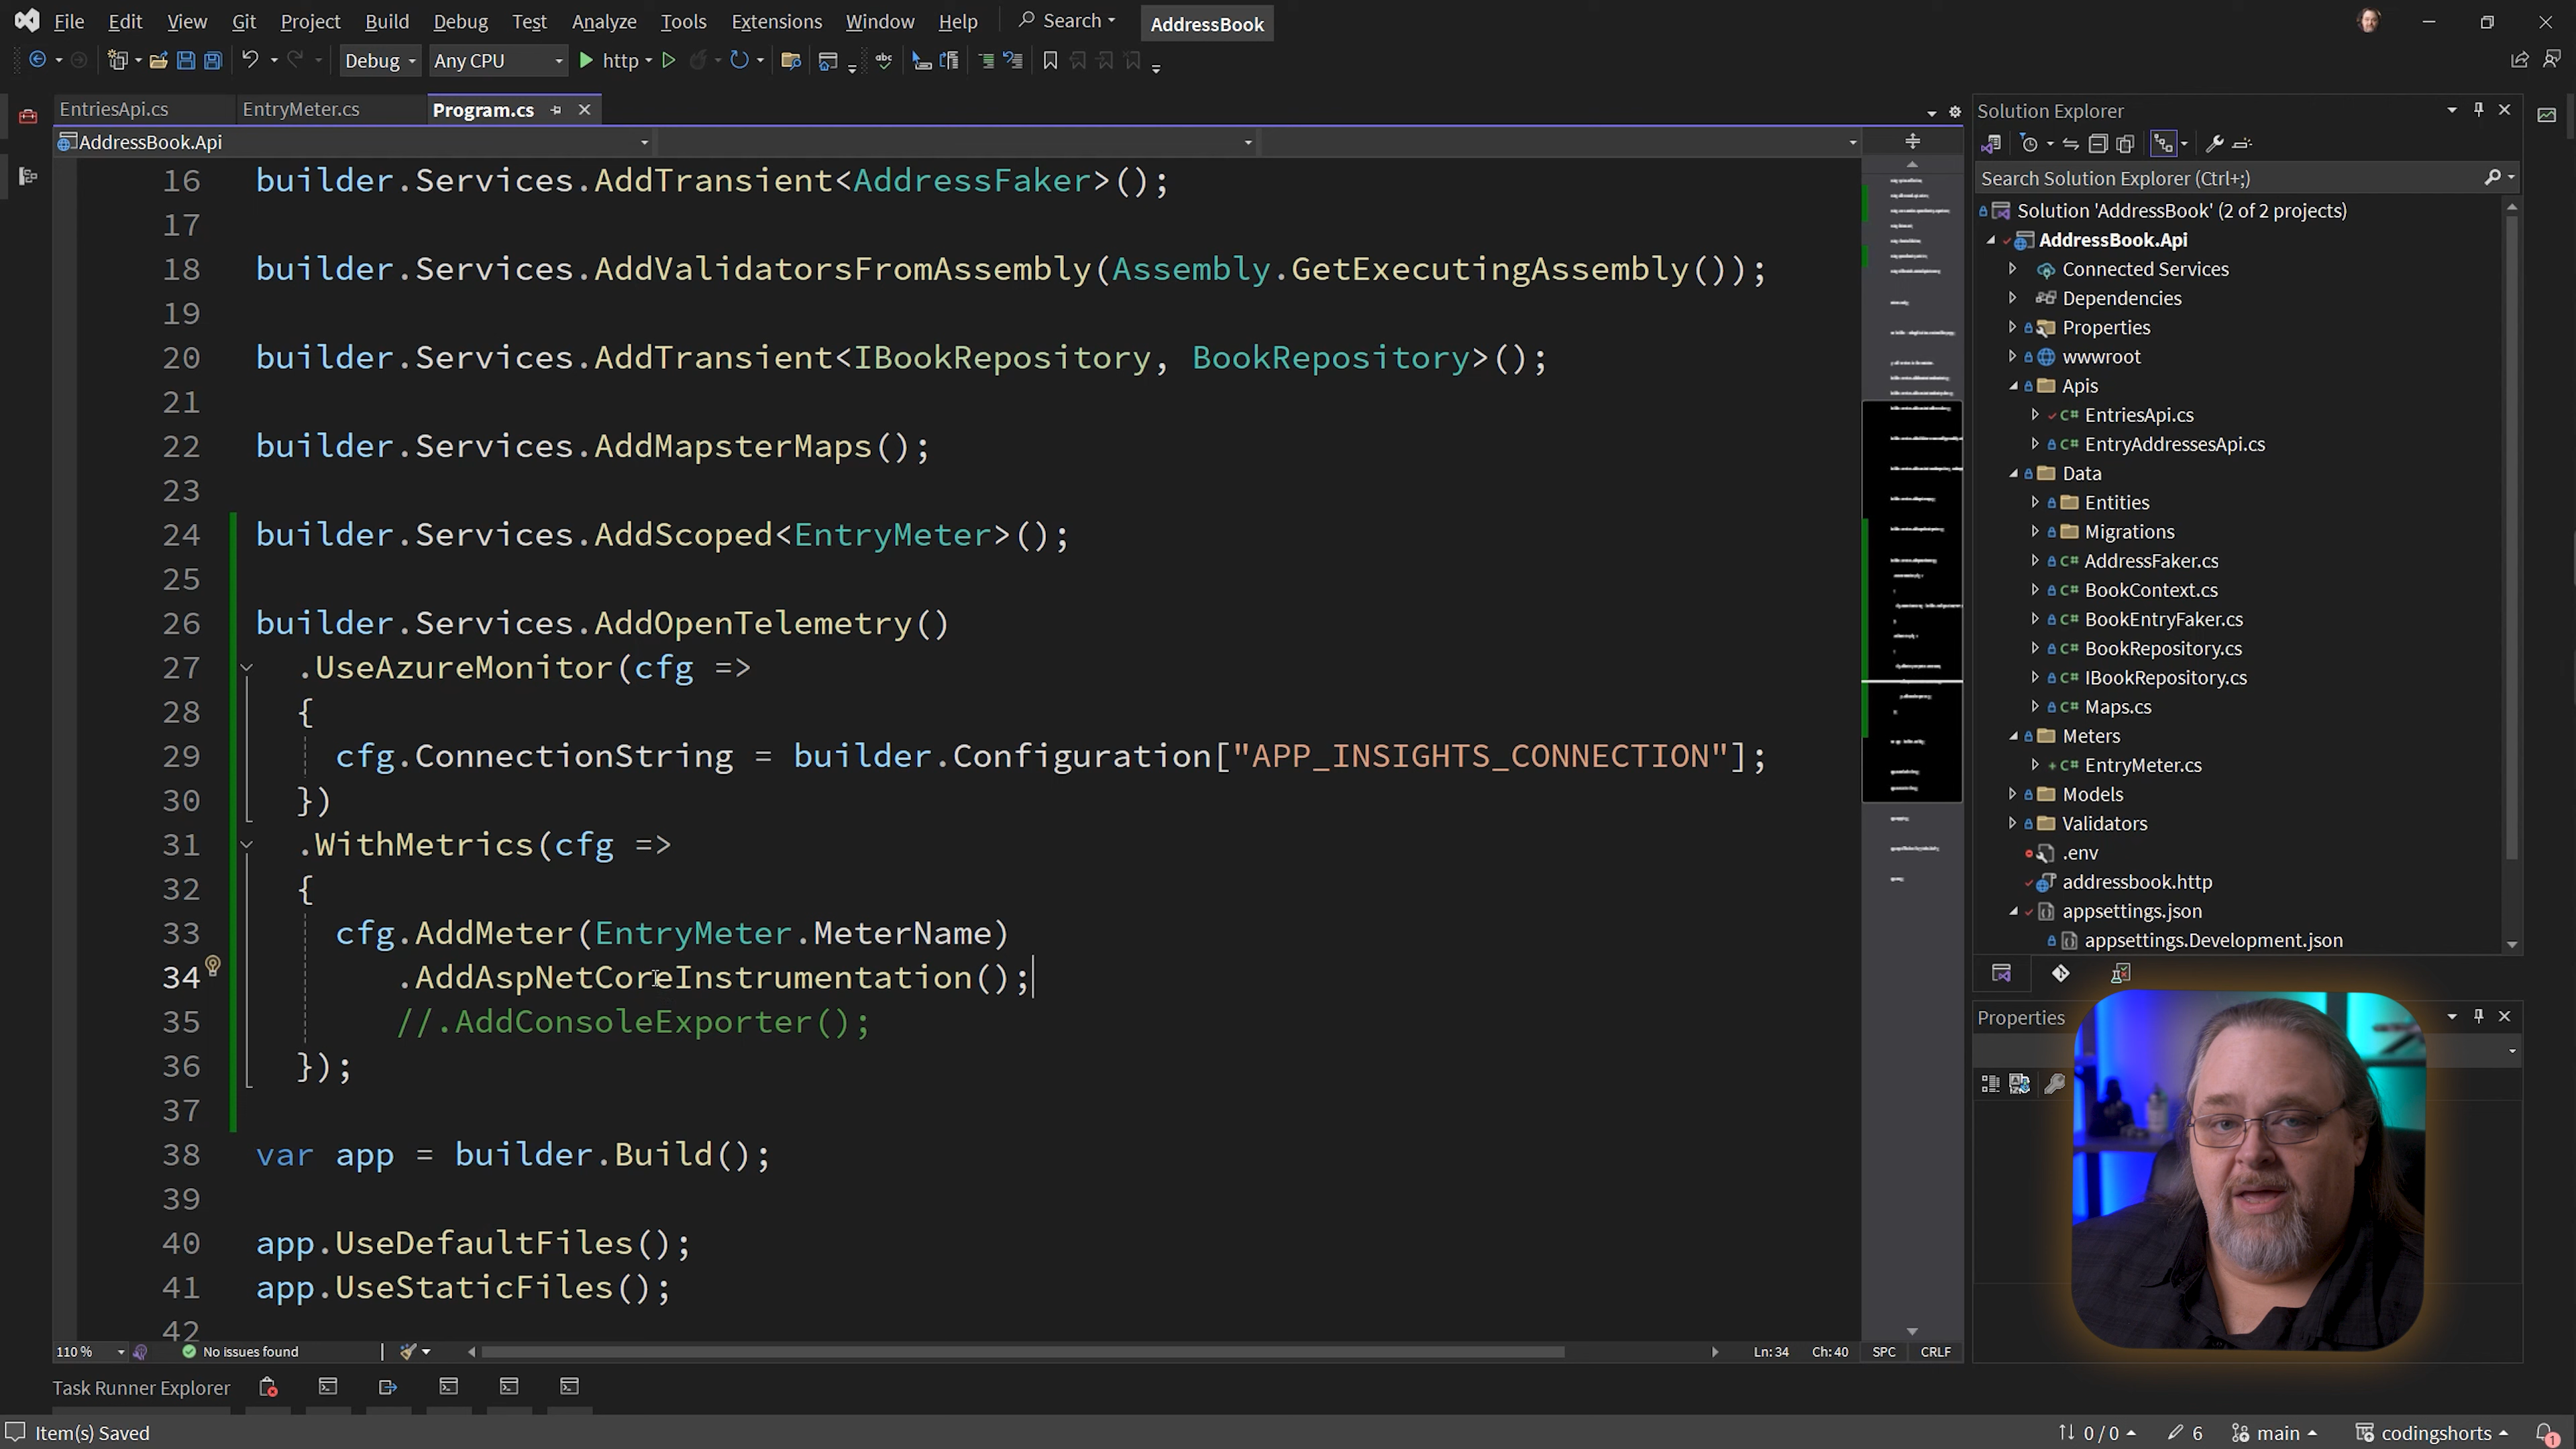 File Edit View Git Project Build Debug Test Analyze Tools Extensions Window Help Search AddressBook
Debug Any CPU http
EntriesApi.cs EntryMeter.cs Program.cs
AddressBook.Api
16 builder.Services.AddTransient<AddressFaker>();
17
18 builder.Services.AddValidatorsFromAssembly(Assembly.GetExecutingAssembly());
19
20 builder.Services.AddTransient<IBookRepository, BookRepository>();
21
22 builder.Services.AddMapsterMaps();
23
24 builder.Services.AddScoped<EntryMeter>();
25
26 builder.Services.AddOpenTelemetry()
27 .UseAzureMonitor(cfg =>
28 {
29 cfg.ConnectionString = builder.Configuration["APP_INSIGHTS_CONNECTION"];
30 })
31 .WithMetrics(cfg =>
32 {
33 cfg.AddMeter(EntryMeter.MeterName)
34 .AddAspNetCoreInstrumentation();
35 //.AddConsoleExporter();
36 });
37
38 var app = builder.Build();
39
40 app.UseDefaultFiles();
41 app.UseStaticFiles();
42
110 % No issues found Ln: 34 Ch: 40 SPC CRLF
Task Runner Explorer
Item(s) Saved 0 / 0 6 main codingshorts 1
Solution Explorer
Search Solution Explorer (Ctrl+;)
Solution 'AddressBook' (2 of 2 projects)
AddressBook.Api
Connected Services
Dependencies
Properties
wwwroot
Apis
C# EntriesApi.cs
C# EntryAddressesApi.cs
Data
Entities
Migrations
C# AddressFaker.cs
C# BookContext.cs
C# BookEntryFaker.cs
C# BookRepository.cs
C# IBookRepository.cs
C# Maps.cs
Meters
C# EntryMeter.cs
Models
Validators
.env
addressbook.http
appsettings.json
appsettings.Development.json
Properties